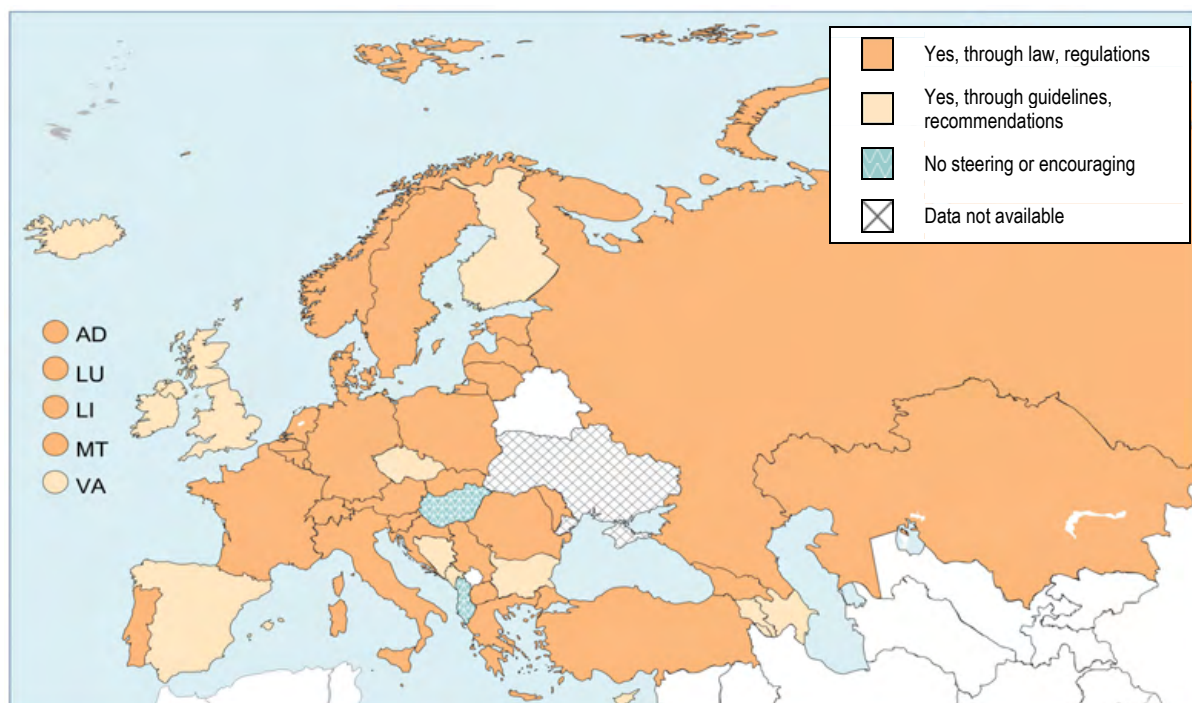 Yes, through law, regulations
Yes, through guidelines,
recommendations
No steering or encouraging
Data not available
AD
LU
LI
MT
VA